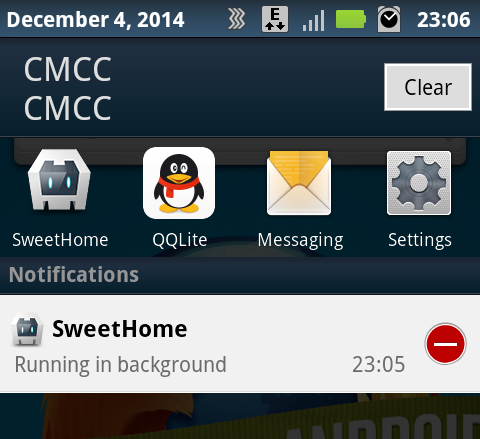 December 4, 2014 E 23:06
CMCC
CMCC
Clear
SweetHome QQLite Messaging Settings
Notifications
SweetHome
Running in background 23:05
ANDROID